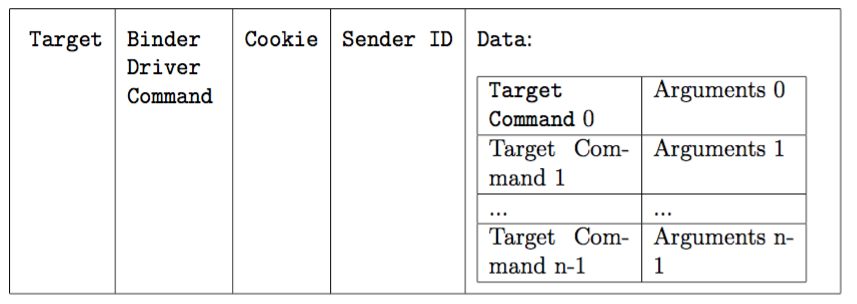 Target
Binder
Driver
Command
Cookie
Sender ID
Data:
Target
Command 0
Arguments 0
Target Com-
mand 1
Arguments 1
...
...
Target Com-
mand n-1
Arguments n-
1